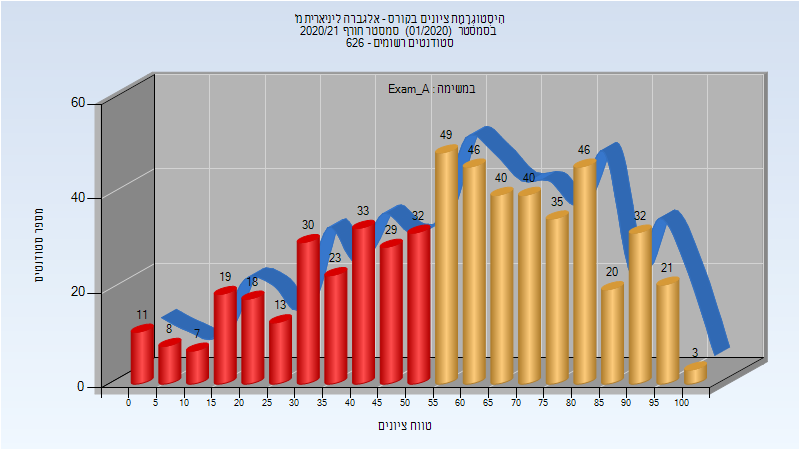 היסטוגרמת ציונים בקורס - אלגברה ליניארית מ'
בסמסטר (01/2020) סמסטר חורף 2020/21
סטודנטים רשומים - 626
במשימה : Exam_A
מספר סטודנטים
60
40
20
0
11 8 7 19 18 13 30 23 33 29 32 49 46 40 40 35 46 20 32 21 3
0 5 10 15 20 25 30 35 40 45 50 55 60 65 70 75 80 85 90 95 100
טווח ציונים